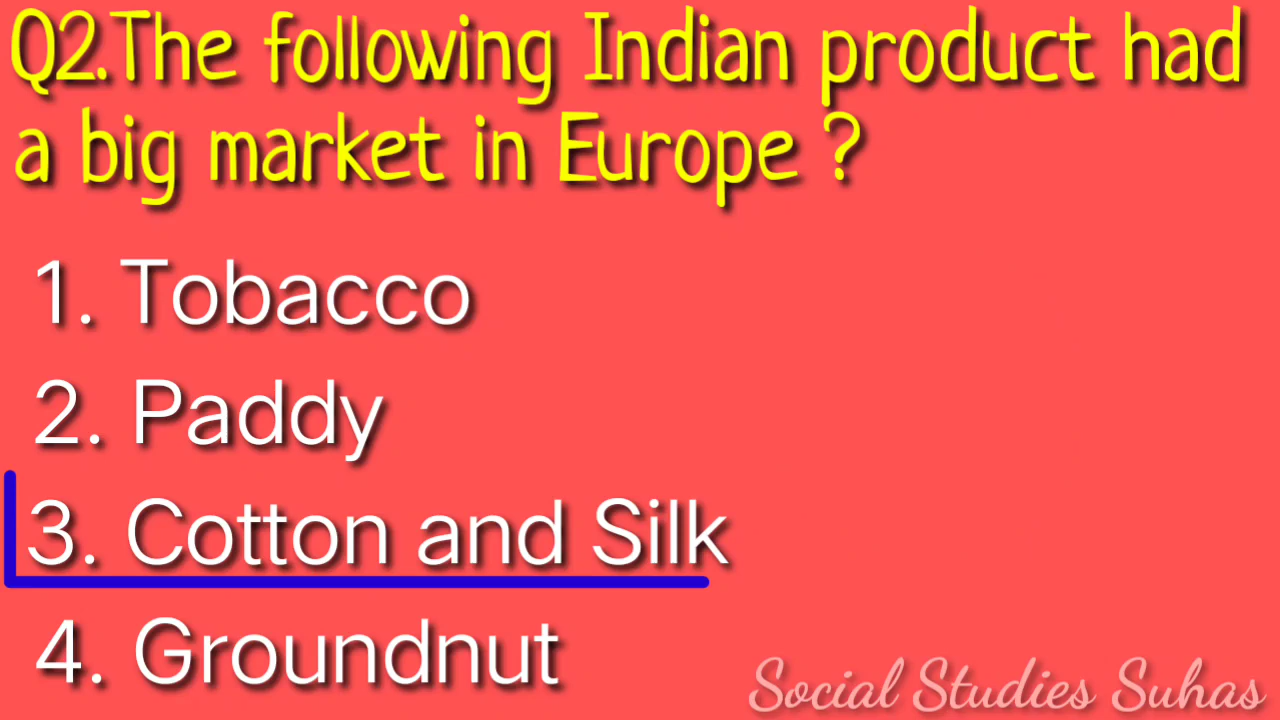 Q2.The following Indian product had
a big market in Europe ?
1. Tobacco
2. Paddy
3. Cotton and Silk
4. Groundnut
Social Studies Suhas